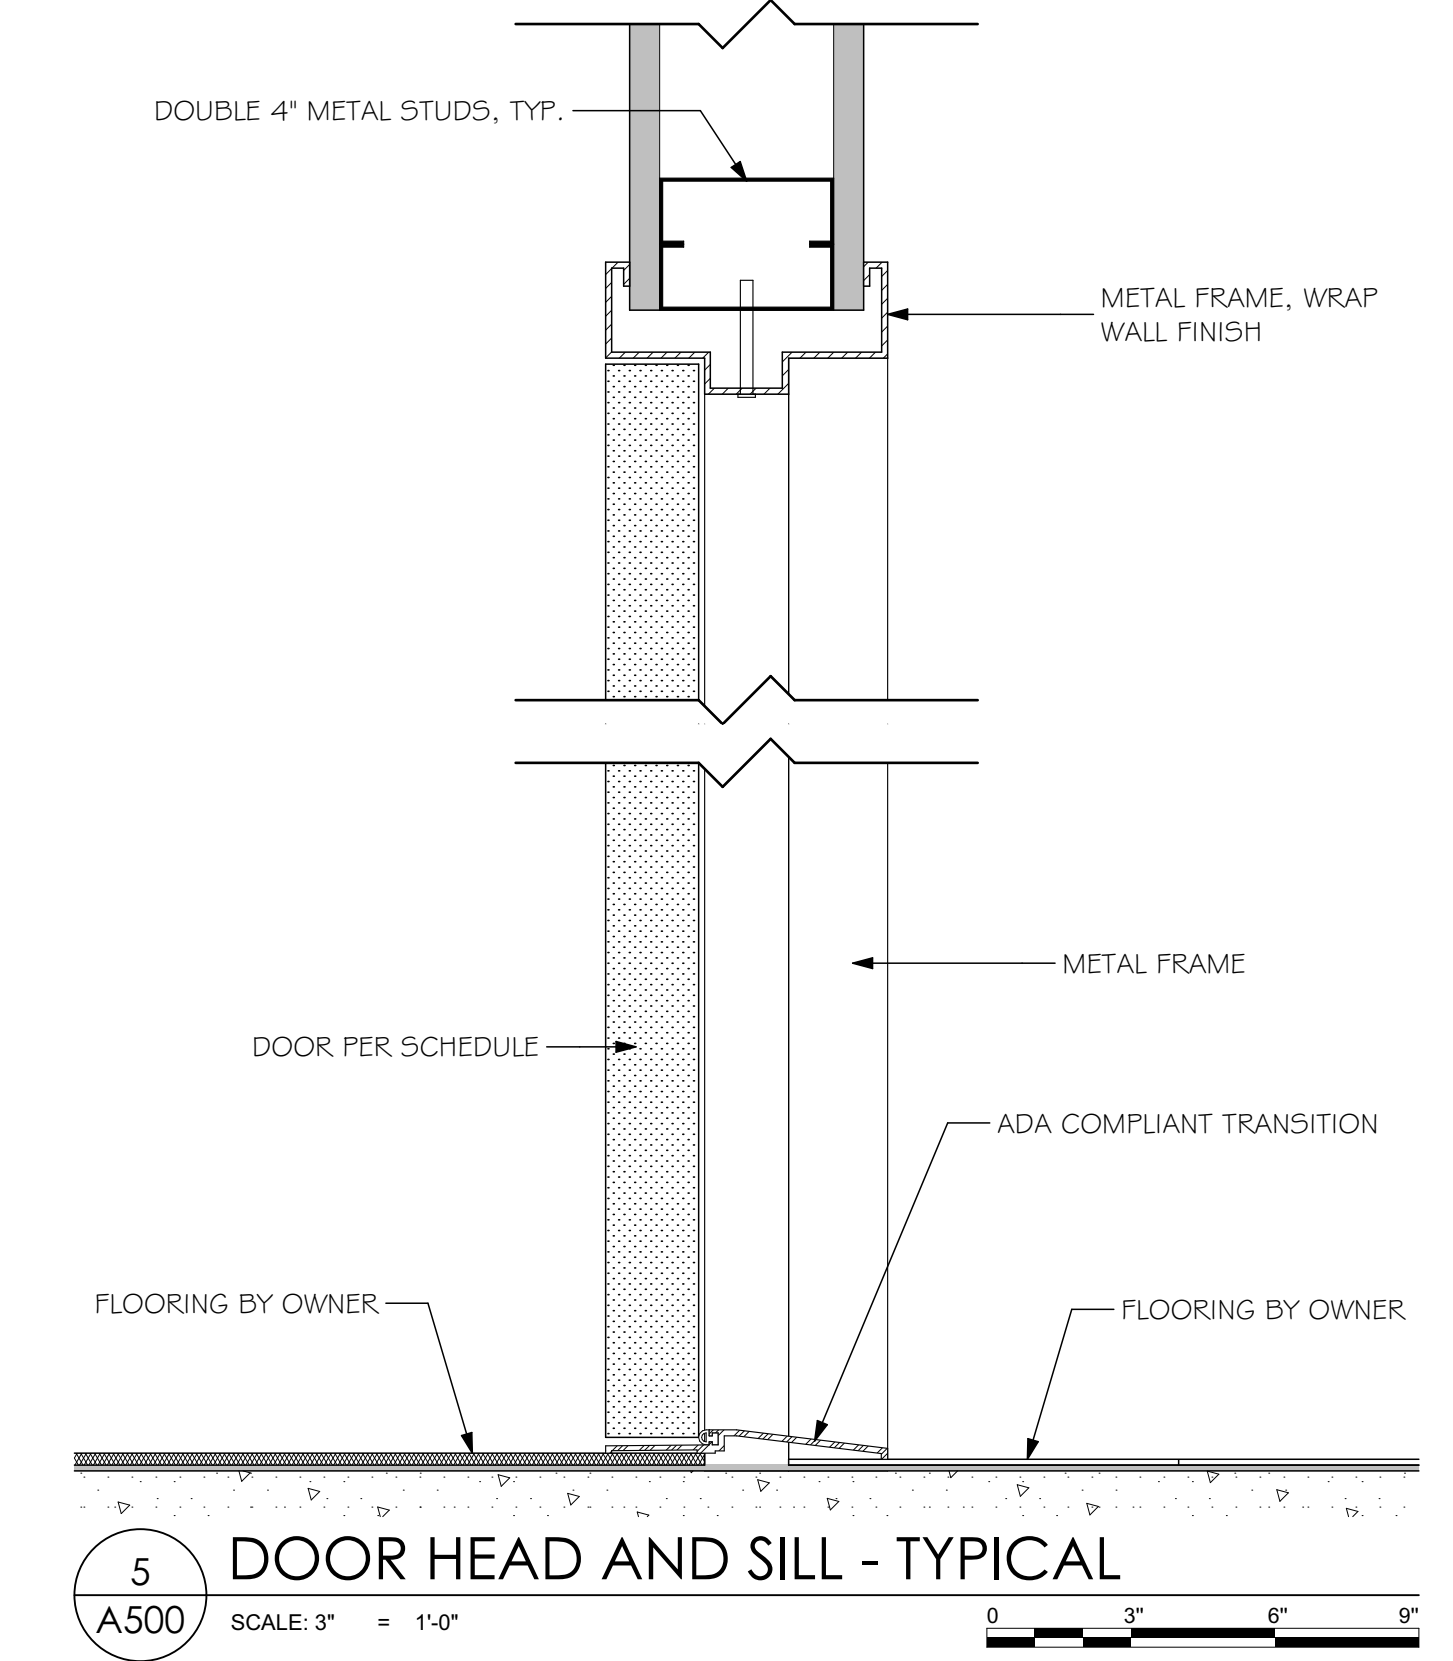 DOUBLE 4" METAL STUDS, TYP.
METAL FRAME, WRAP
WALL FINISH
METAL FRAME
DOOR PER SCHEDULE
ADA COMPLIANT TRANSITION
FLOORING BY OWNER
FLOORING BY OWNER
5
A500
DOOR HEAD AND SILL - TYPICAL
SCALE: 3" = 1'-0"
0 3" 6" 9"